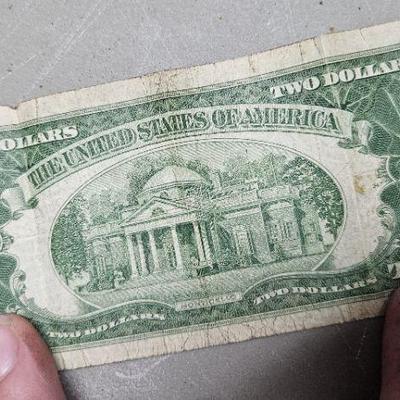 TWO DOLLARS
DOLLARS
THE UNITED STATES OF AMERICA
MONTICELLO
TWO DOLLARS
TWO DOLLARS